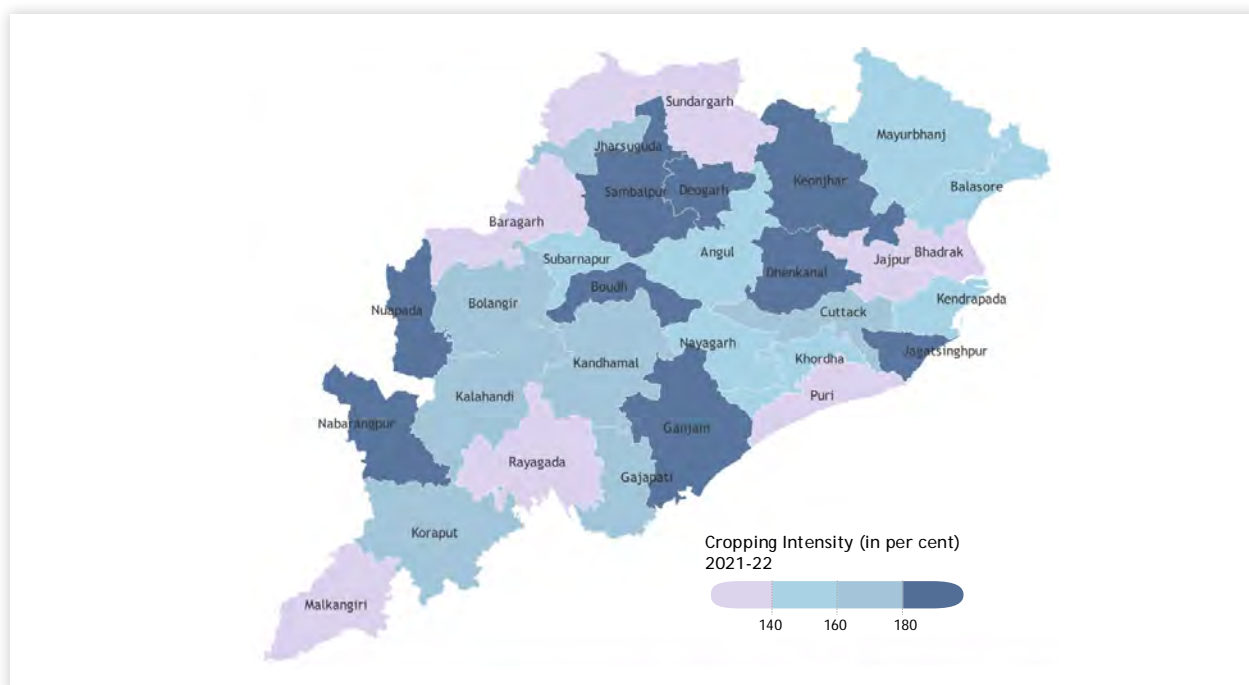 Sundargarh
Mayurbhanj
Jharsuguda
Keonjhar
Sambalpur
Deogarh
Balasore
Baragarh
Angul
Bhadrak
Subarnapur
Jajpur
Dhenkanal
Boudh
Kendrapada
Bolangir
Nuapada
Cuttack
Nayagarh
Jagatsinghpur
Khordha
Kandhamal
Puri
Kalahandi
Nabarangpur
Ganjam
Rayagada
Gajapati
Koraput
Malkangiri
Cropping Intensity (in per cent)
2021-22
140 160 180